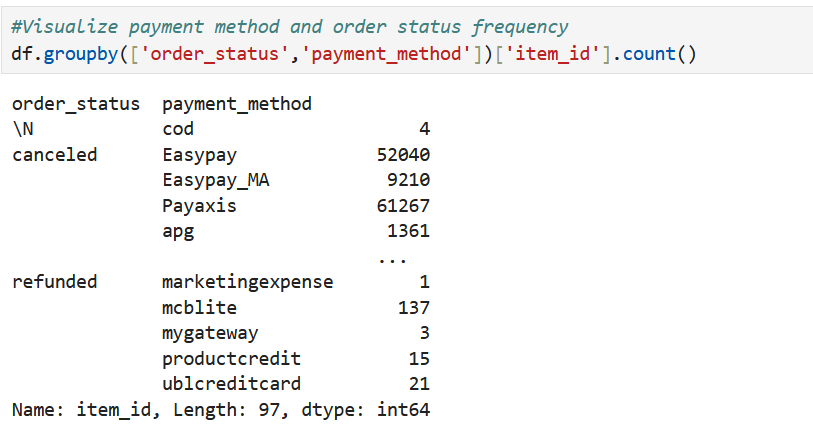 #Visualize payment method and order status frequency
df.groupby(['order_status','payment_method'])['item_id'].count()
order_status  payment_method
\N            cod                    4
canceled      Easypay            52040
              Easypay_MA          9210
              Payaxis            61267
              apg                 1361
                                 ...
refunded      marketingexpense       1
              mcblite              137
              mygateway              3
              productcredit         15
              ublcreditcard         21
Name: item_id, Length: 97, dtype: int64